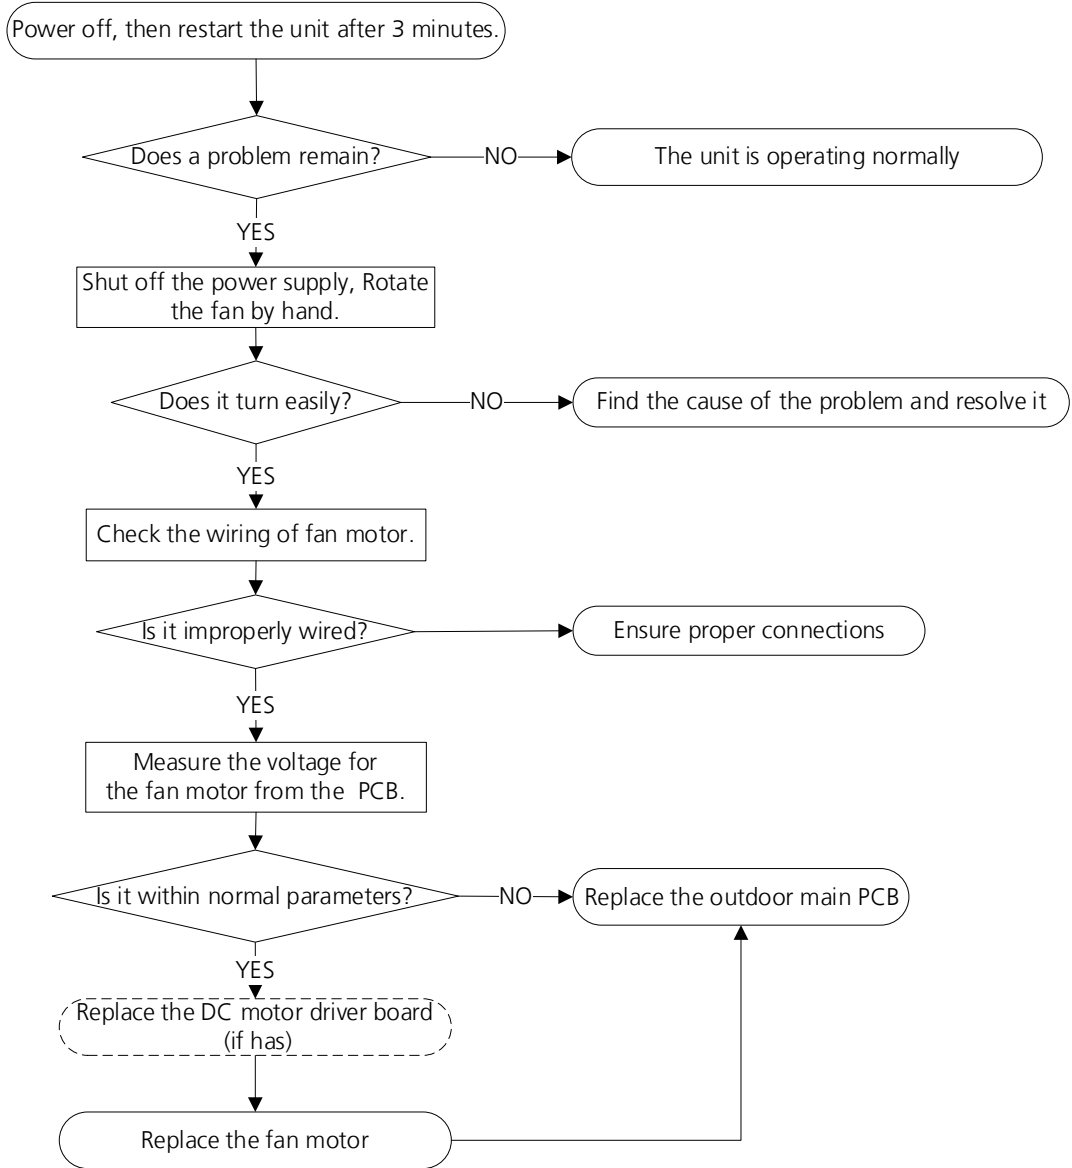 Power off, then restart the unit after 3 minutes.
Does a problem remain?
NO
The unit is operating normally
YES
Shut off the power supply, Rotate
the fan by hand.
Does it turn easily?
NO
Find the cause of the problem and resolve it
YES
Check the wiring of fan motor.
Is it improperly wired?
Ensure proper connections
YES
Measure the voltage for
the fan motor from the PCB.
Is it within normal parameters?
NO
Replace the outdoor main PCB
YES
Replace the DC motor driver board
(if has)
Replace the fan motor